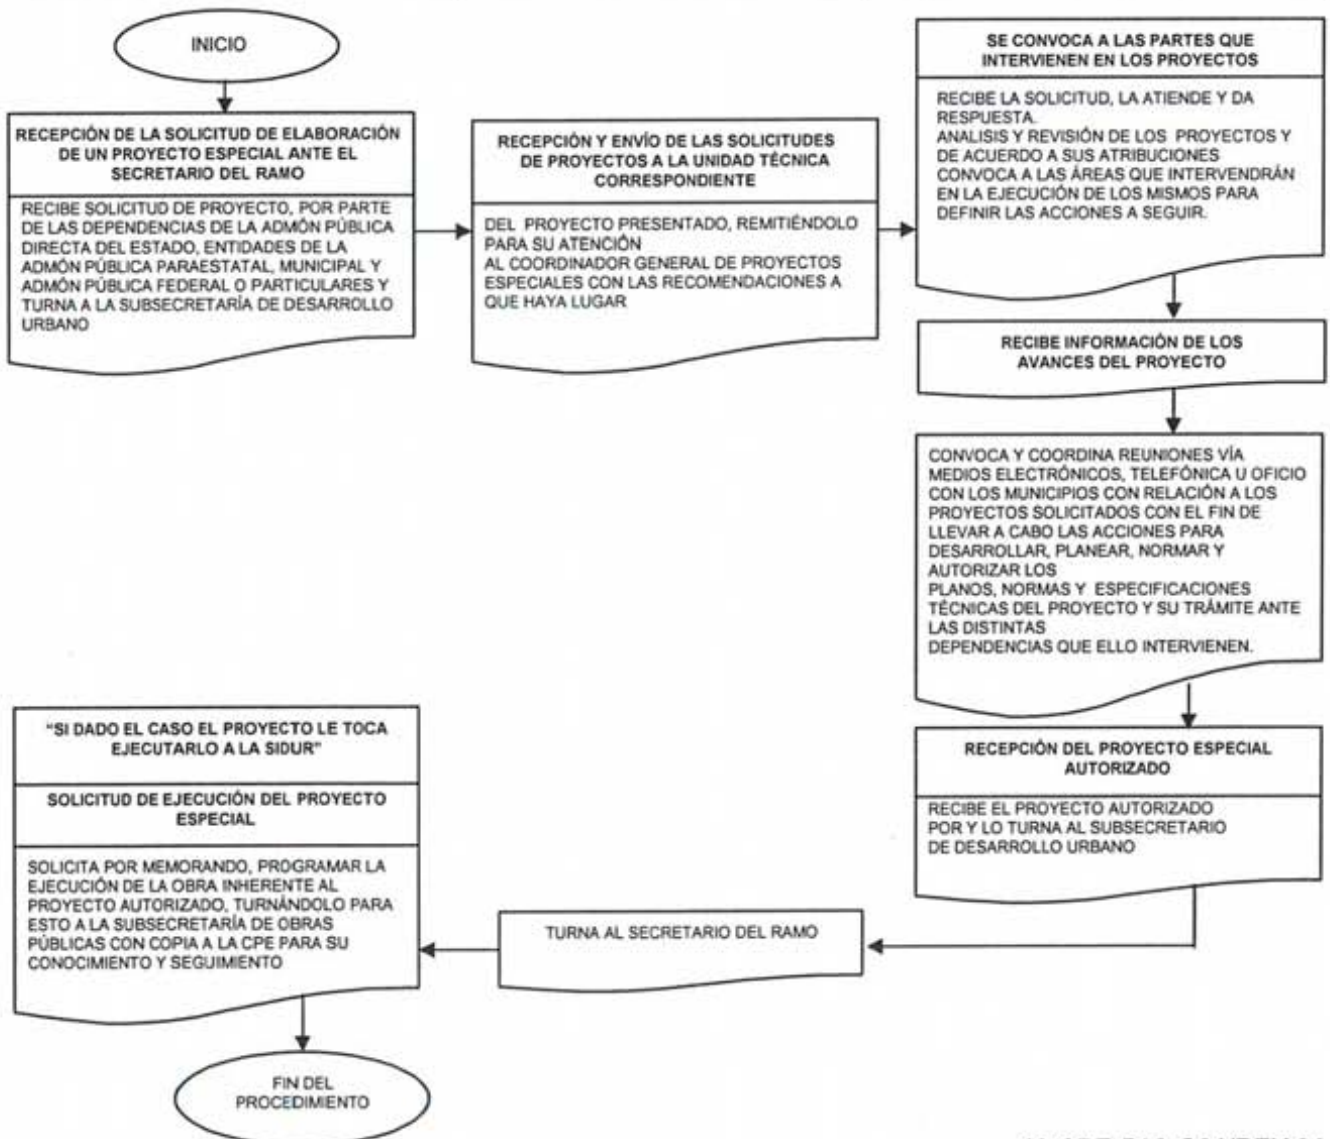 INICIO
RECEPCIÓN DE LA SOLICITUD DE ELABORACIÓN
DE UN PROYECTO ESPECIAL ANTE EL
SECRETARIO DEL RAMO
RECIBE SOLICITUD DE PROYECTO, POR PARTE
DE LAS DEPENDENCIAS DE LA ADMÓN PÚBLICA
DIRECTA DEL ESTADO, ENTIDADES DE LA
ADMÓN PÚBLICA PARAESTATAL, MUNICIPAL Y
ADMÓN PÚBLICA FEDERAL O PARTICULARES Y
TURNA A LA SUBSECRETARÍA DE DESARROLLO
URBANO
RECEPCIÓN Y ENVÍO DE LAS SOLICITUDES
DE PROYECTOS A LA UNIDAD TÉCNICA
CORRESPONDIENTE
DEL PROYECTO PRESENTADO, REMITIÉNDOLO
PARA SU ATENCIÓN
AL COORDINADOR GENERAL DE PROYECTOS
ESPECIALES CON LAS RECOMENDACIONES A
QUE HAYA LUGAR
SE CONVOCA A LAS PARTES QUE
INTERVIENEN EN LOS PROYECTOS
RECIBE LA SOLICITUD, LA ATIENDE Y DA
RESPUESTA.
ANALISIS Y REVISIÓN DE LOS PROYECTOS Y
DE ACUERDO A SUS ATRIBUCIONES
CONVOCA A LAS ÁREAS QUE INTERVENDRÁN
EN LA EJECUCIÓN DE LOS MISMOS PARA
DEFINIR LAS ACCIONES A SEGUIR.
RECIBE INFORMACIÓN DE LOS
AVANCES DEL PROYECTO
CONVOCA Y COORDINA REUNIONES VÍA
MEDIOS ELECTRÓNICOS, TELEFÓNICA U OFICIO
CON LOS MUNICIPIOS CON RELACIÓN A LOS
PROYECTOS SOLICITADOS CON EL FIN DE
LLEVAR A CABO LAS ACCIONES PARA
DESARROLLAR, PLANEAR, NORMAR Y
AUTORIZAR LOS
PLANOS, NORMAS Y ESPECIFICACIONES
TÉCNICAS DEL PROYECTO Y SU TRÁMITE ANTE
LAS DISTINTAS
DEPENDENCIAS QUE ELLO INTERVIENEN.
RECEPCIÓN DEL PROYECTO ESPECIAL
AUTORIZADO
RECIBE EL PROYECTO AUTORIZADO
POR Y LO TURNA AL SUBSECRETARIO
DE DESARROLLO URBANO
TURNA AL SECRETARIO DEL RAMO
"SI DADO EL CASO EL PROYECTO LE TOCA
EJECUTARLO A LA SIDUR"
SOLICITUD DE EJECUCIÓN DEL PROYECTO
ESPECIAL
SOLICITA POR MEMORANDO, PROGRAMAR LA
EJECUCIÓN DE LA OBRA INHERENTE AL
PROYECTO AUTORIZADO, TURNÁNDOLO PARA
ESTO A LA SUBSECRETARÍA DE OBRAS
PÚBLICAS CON COPIA A LA CPE PARA SU
CONOCIMIENTO Y SEGUIMIENTO
FIN DEL
PROCEDIMIENTO